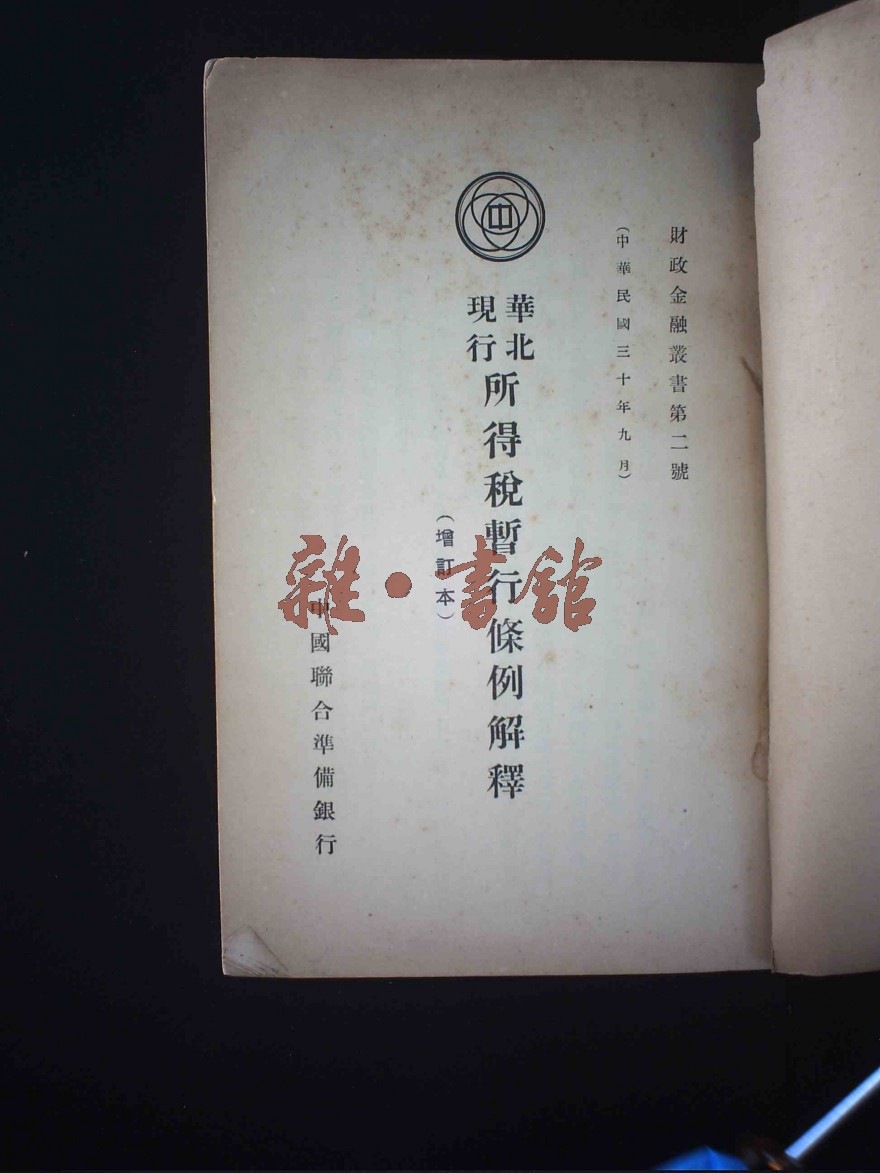 財政金融叢書第二號
(中華民國三十年九月)
中
華北現行所得稅暫行條例解釋
(增訂本)
中國聯合準備銀行
雜·書館